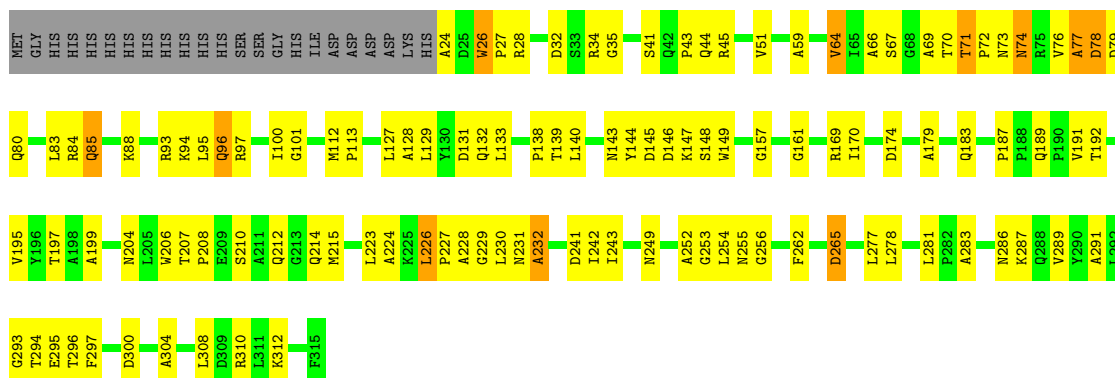 MET GLY HIS HIS HIS HIS HIS HIS HIS HIS HIS HIS SER SER GLY HIS ILE ASP ASP ASP ASP LYS HIS A24 D25 W26 P27 R28 D32 S33 R34 G35 S41 Q42 P43 Q44 R45 V51 A59 V64 I65 A66 S67 G68 A69 T70 T71 P72 N73 N74 R75 V76 A77 D78
Q80 L83 R84 Q85 K88 R93 K94 L95 Q96 R97 I100 G101 M112 P113 L127 A128 L129 Y130 D131 Q132 L133 P138 T139 L140 N143 Y144 D145 D146 K147 S148 W149 G157 G161 R169 I170 D174 A179 Q183 P187 P188 Q189 P190 V191 T192
V195 Y196 T197 A198 A199 N204 L205 W206 T207 P208 E209 S210 A211 Q212 G213 Q214 M215 L223 A224 K225 L226 P227 A228 G229 L230 N231 A232 D241 I242 I243 N249 A252 G253 L254 N255 G256 F262 D265 L277 L278 L281 P282 A283 N286 K287 Q288 V289 Y290 A291 L292
G293 T294 E295 T296 F297 D300 A304 L308 D309 R310 L311 K312 F315